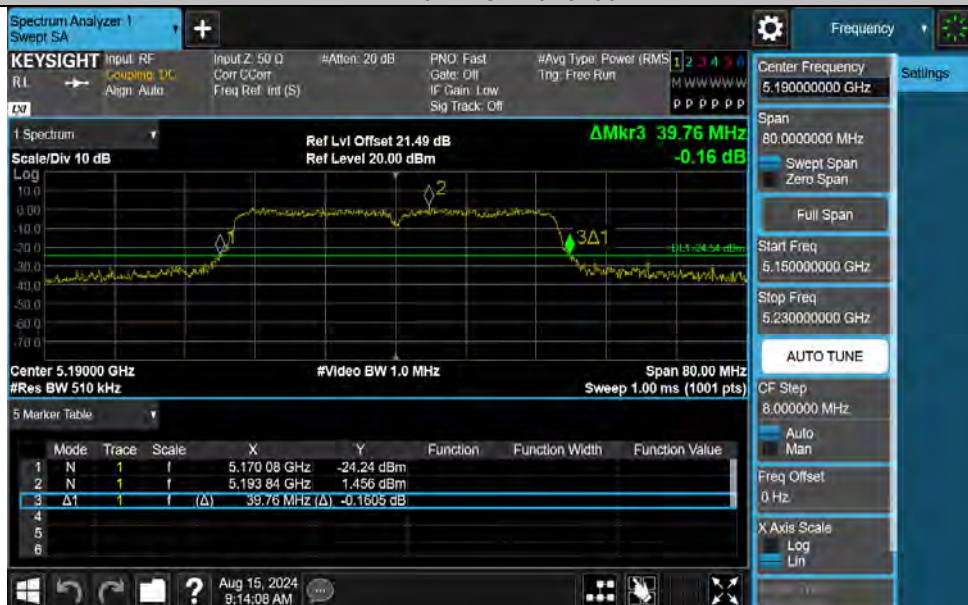 Spectrum Analyzer 1
Swept SA
Frequency
KEYSIGHT
RL
LXI
Input: RF
Coupling: DC
Align: Auto
Input Z: 50 Ω
Corr CCorr
Freq Ref: Int (S)
#Atten: 20 dB
PNO: Fast
Gate: Off
IF Gain: Low
Sig Track: Off
#Avg Type: Power (RMS
Trig: Free Run
1 2 3 4 5 6
M W W W W W
P P P P P P
Center Frequency
5.190000000 GHz
Settings
Span
80.0000000 MHz
Swept Span
Zero Span
Full Span
Start Freq
5.150000000 GHz
Stop Freq
5.230000000 GHz
AUTO TUNE
CF Step
8.000000 MHz
Auto
Man
Freq Offset
0 Hz
X Axis Scale
Log
Lin
1 Spectrum
Scale/Div 10 dB
Ref Lvl Offset 21.49 dB
Ref Level 20.00 dBm
ΔMkr3 39.76 MHz
-0.16 dB
Log
10.0
0.00
-10.0
-20.0
-30.0
-40.0
-50.0
-60.0
-70.0
1
2
3Δ1
DL1 -24.54 dBm
Center 5.19000 GHz
#Video BW 1.0 MHz
Span 80.00 MHz
#Res BW 510 kHz
Sweep 1.00 ms (1001 pts)
5 Marker Table
Mode Trace Scale X Y Function Function Width Function Value
1 N 1 f 5.170 08 GHz -24.24 dBm
2 N 1 f 5.193 84 GHz 1.456 dBm
3 Δ1 1 f (Δ) 39.76 MHz (Δ) -0.1605 dB
4
5
6
?
Aug 15, 2024
9:14:08 AM